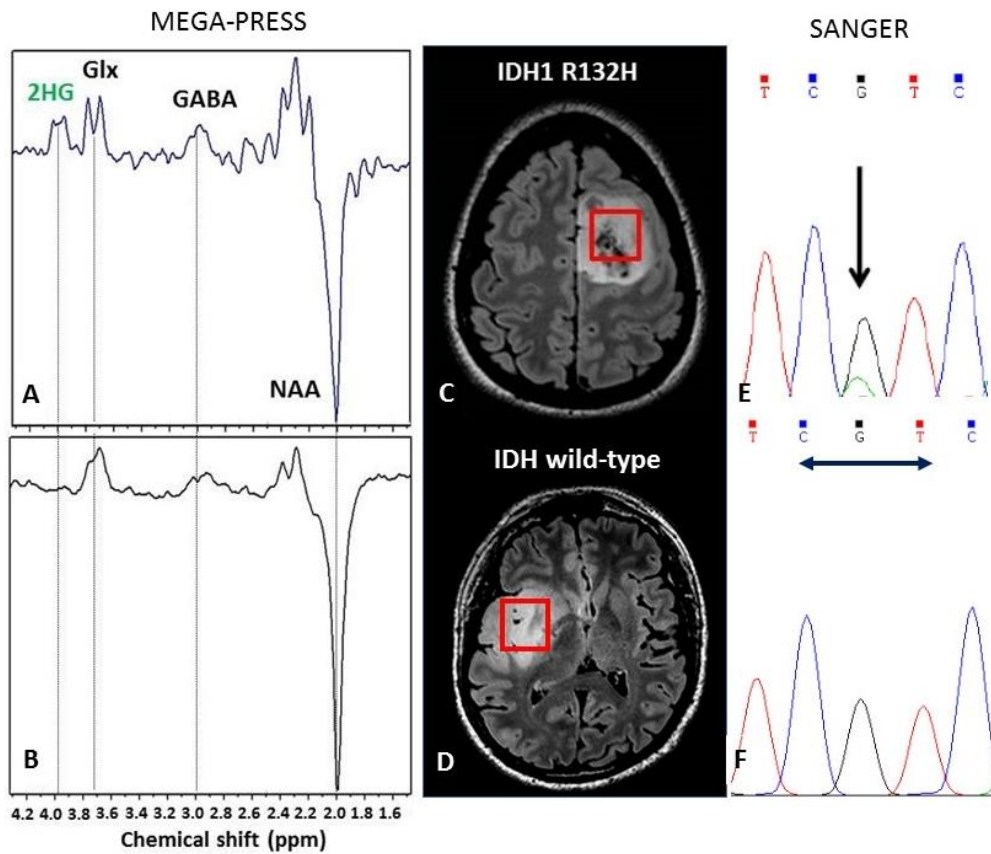 MEGA-PRESS
SANGER
2HG
Glx
GABA
NAA
A
IDH1 R132H
C
T C G T C
E
B
4.2 4.0 3.8 3.6 3.4 3.2 3.0 2.8 2.6 2.4 2.2 2.0 1.8 1.6
Chemical shift (ppm)
IDH wild-type
D
T C G T C
F